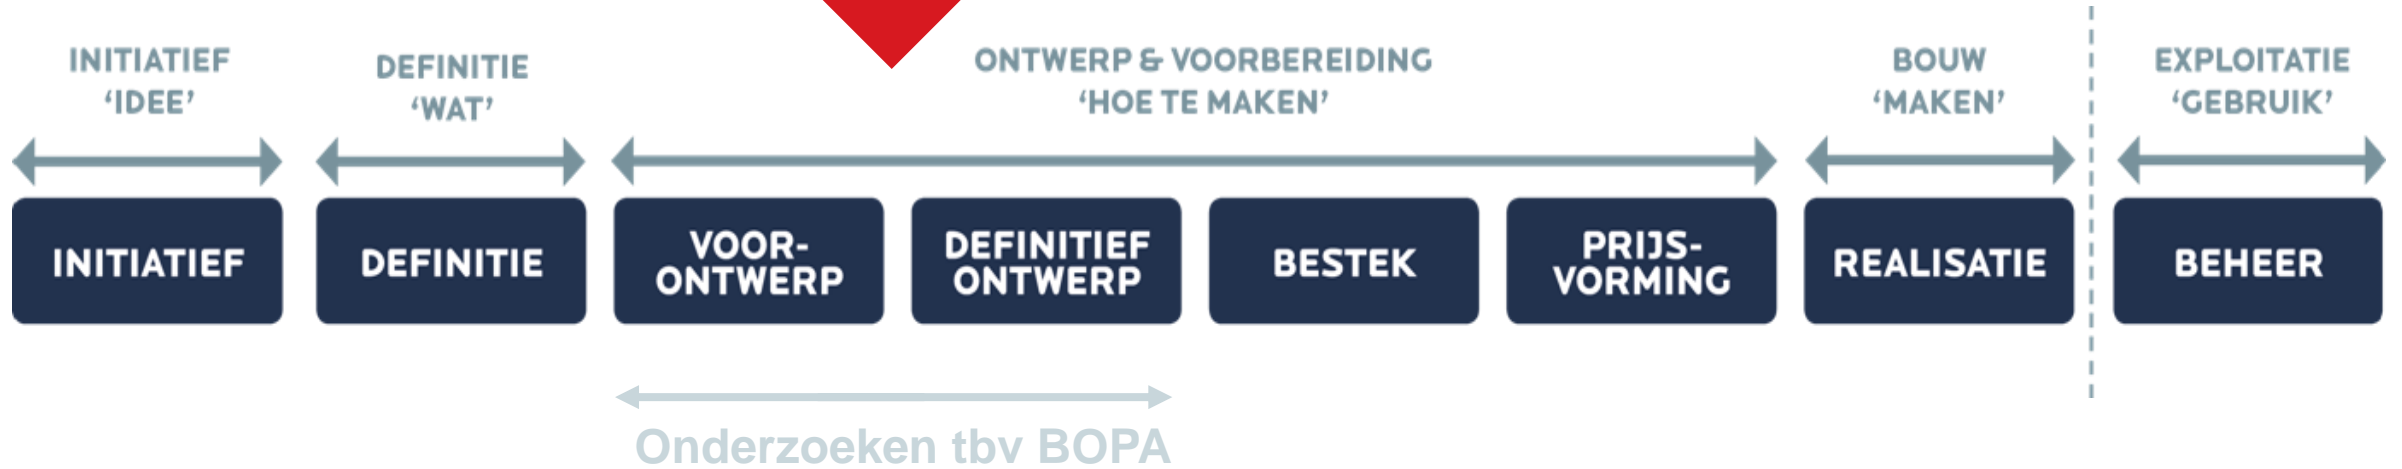 INITIATIEF
‘IDEE’
DEFINITIE
‘WAT’
ONTWERP & VOORBEREIDING
‘HOE TE MAKEN’
BOUW
‘MAKEN’
EXPLOITATIE
‘GEBRUIK’
INITIATIEF
DEFINITIE
VOOR-
ONTWERP
DEFINITIEF
ONTWERP
BESTEK
PRIJS-
VORMING
REALISATIE
BEHEER
Onderzoeken tbv BOPA